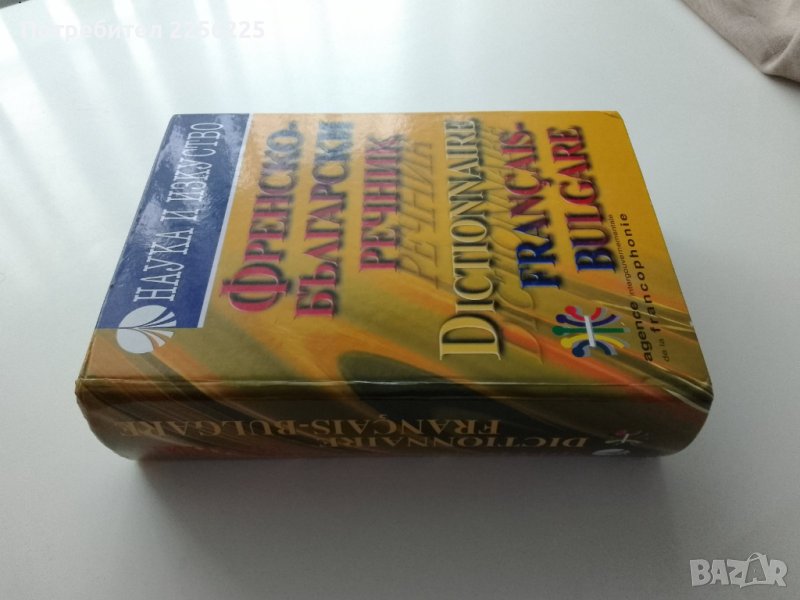 Потребител 2256225
НАУКА И ИЗКУСТВО
ФРЕНСКО-
БЪЛГАРСКИ
РЕЧНИК
DICTIONNAIRE
FRANÇAIS-
BULGARE
agence intergouvernementale
de la francophonie
DICTIONNAIRE
FRANÇAIS-BULGARE
BAZAR